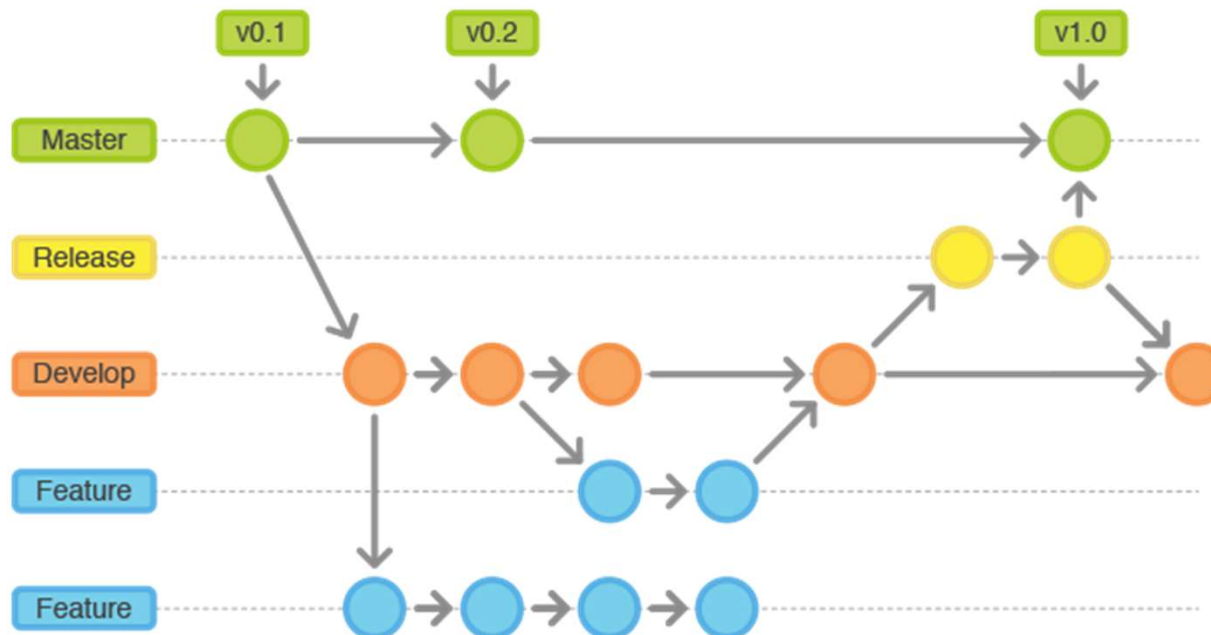 v0.1
v0.2
v1.0
Master
Release
Develop
Feature
Feature